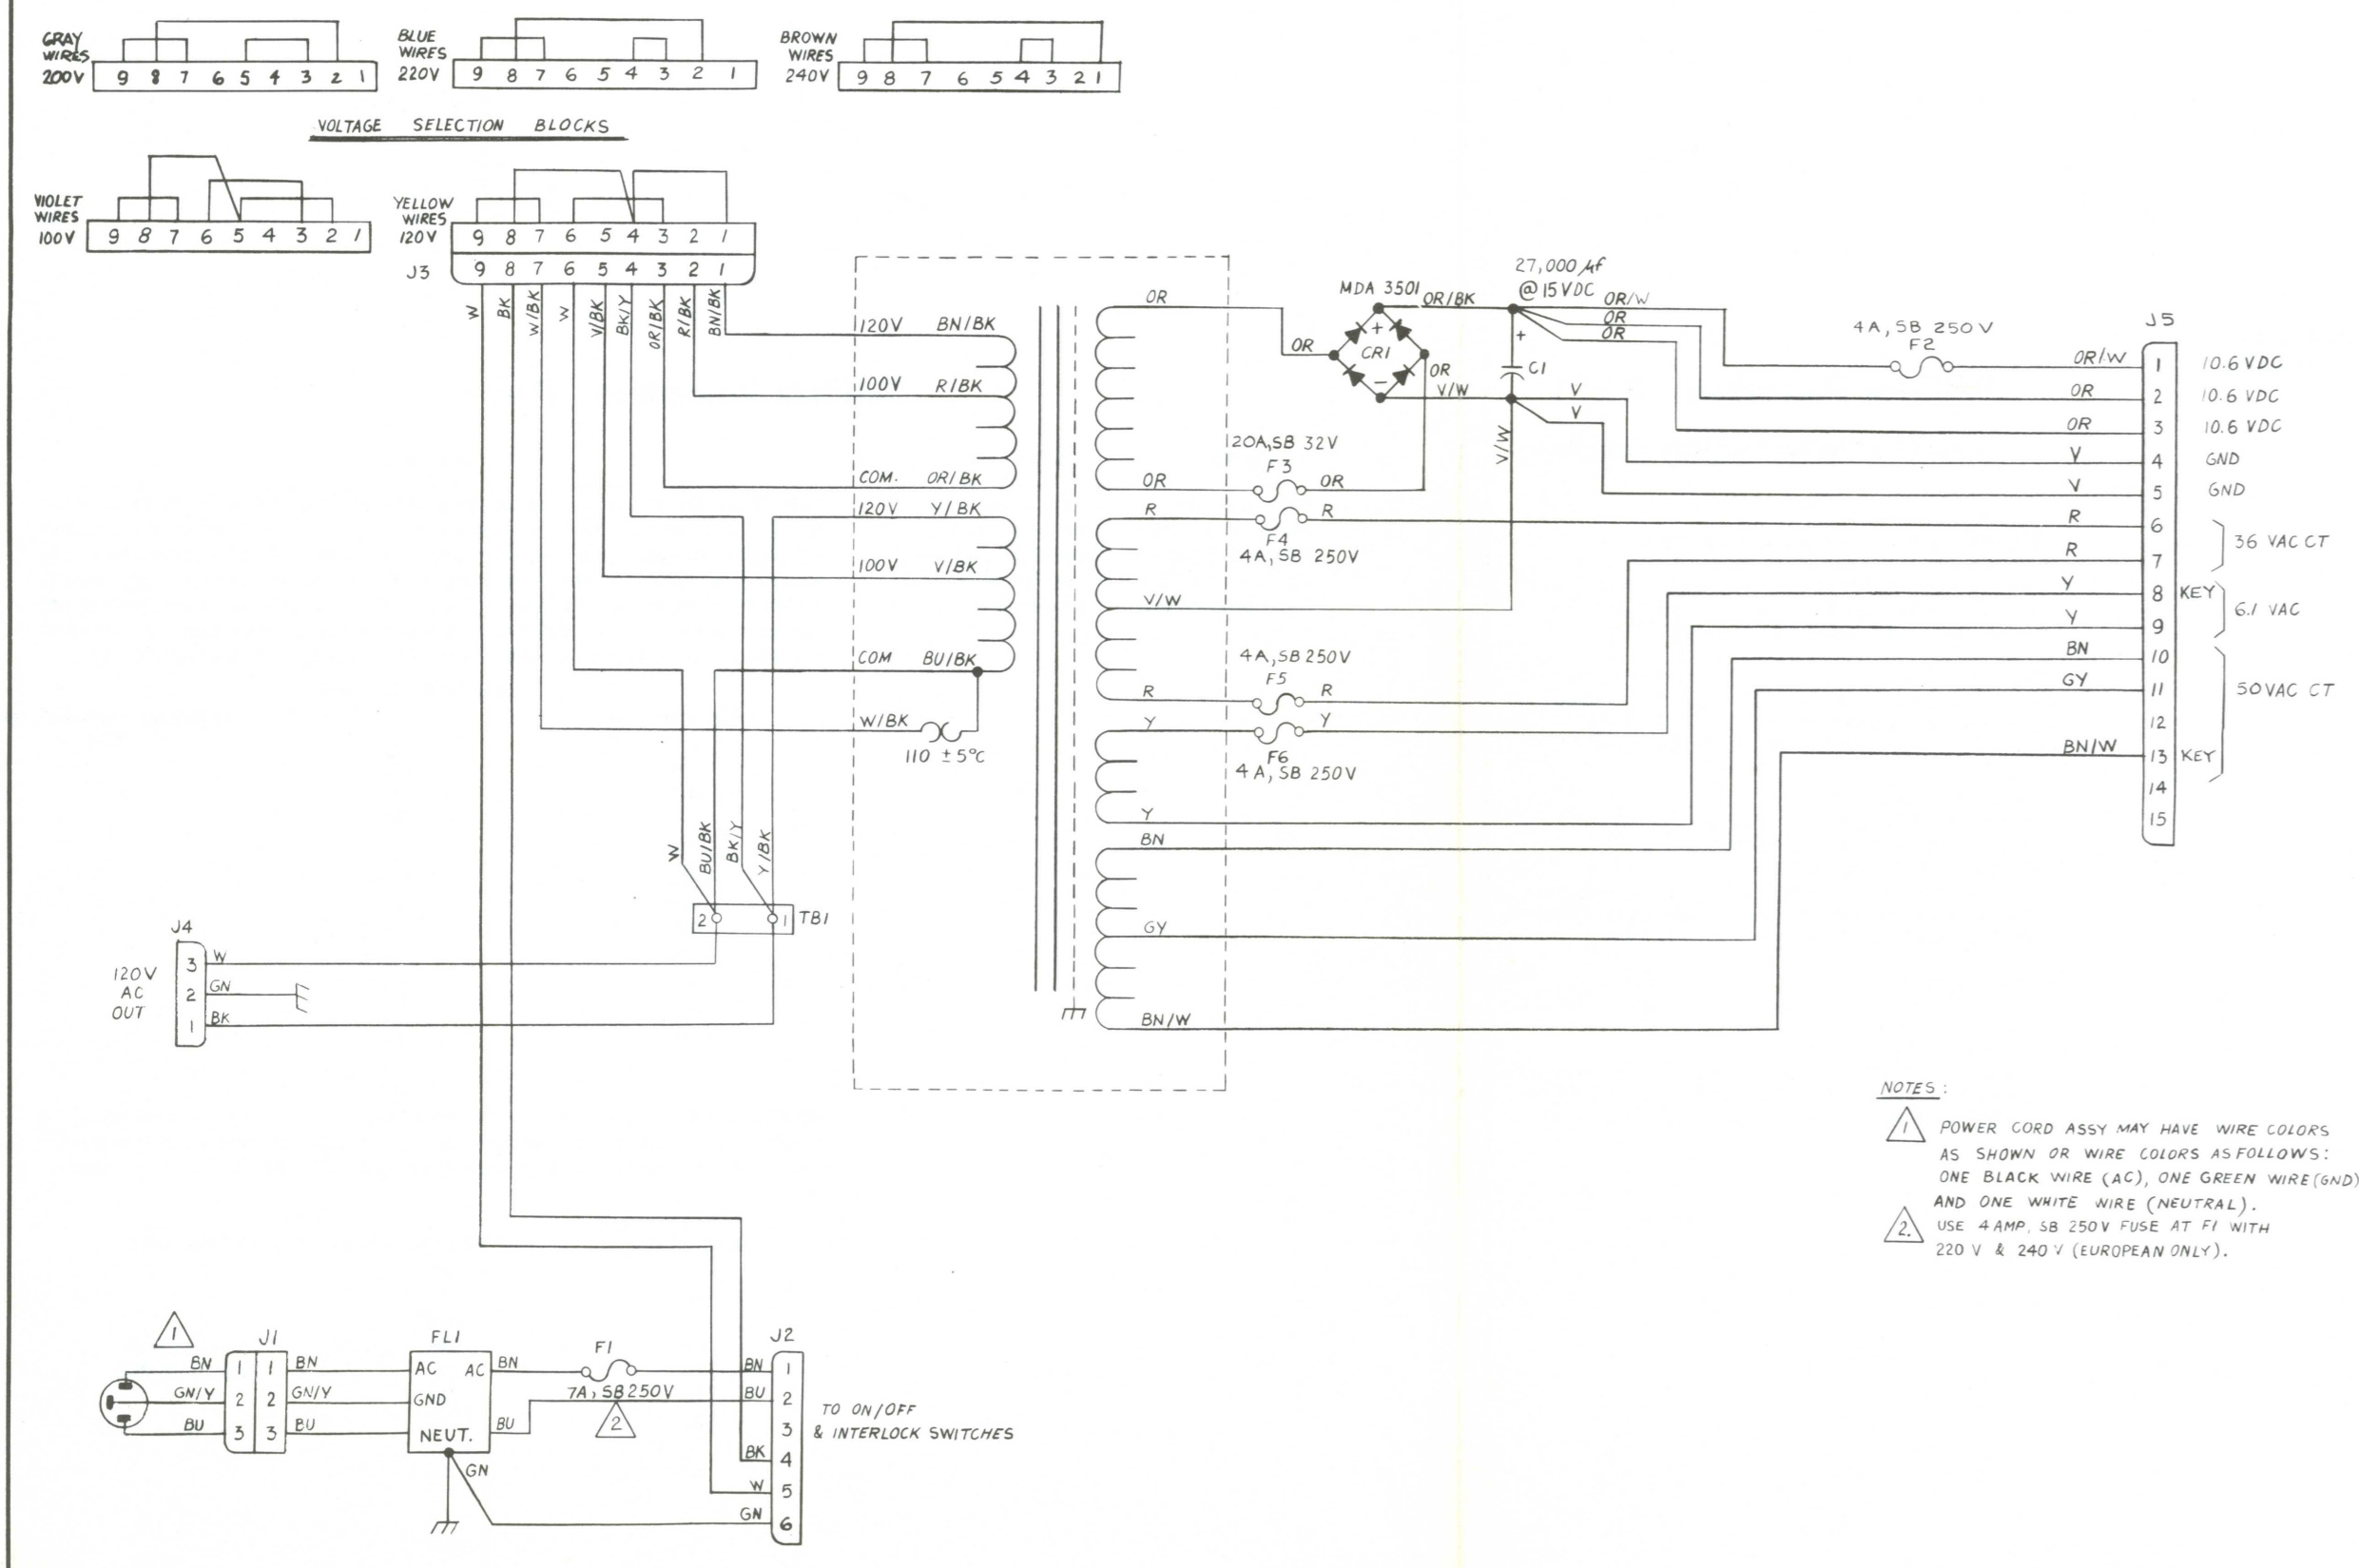 GRAY
WIRES
200V
9 8 7 6 5 4 3 2 1
BLUE
WIRES
220V
9 8 7 6 5 4 3 2 1
BROWN
WIRES
240V
9 8 7 6 5 4 3 2 1
VOLTAGE SELECTION BLOCKS
VIOLET
WIRES
100V
9 8 7 6 5 4 3 2 1
YELLOW
WIRES
120V
9 8 7 6 5 4 3 2 1
J3
9 8 7 6 5 4 3 2 1
W
BK
W/BK
W
V/BK
BK/Y
OR/BK
R/BK
BN/BK
120V BN/BK
100V R/BK
COM. OR/BK
120V Y/BK
100V V/BK
COM BU/BK
W/BK
110 ±5°C
W
BU/BK
BK/Y
Y/BK
2 1 TB1
OR
OR
MDA 3501
+
CR1
−
OR
OR/BK
V/W
27,000 µf
@ 15VDC
+
C1
V/W
OR/W
OR
OR
V
V
20A,SB 32V
F3
OR
OR
R
R
F4
4A, SB 250V
V/W
4A, SB 250V
F5
R
R
Y
Y
F6
4A, SB 250V
Y
BN
GY
BN/W
4A, SB 250V
F2
J5
OR/W 1 10.6 VDC
OR 2 10.6 VDC
OR 3 10.6 VDC
V 4 GND
V 5 GND
R 6
36 VAC CT
R 7
Y 8 KEY
6.1 VAC
Y 9
BN 10
GY 11
50VAC CT
12
BN/W 13 KEY
14
15
J4
120V
AC
OUT
3 W
2 GN
1 BK
NOTES:
1 POWER CORD ASSY MAY HAVE WIRE COLORS
AS SHOWN OR WIRE COLORS AS FOLLOWS:
ONE BLACK WIRE (AC), ONE GREEN WIRE (GND)
AND ONE WHITE WIRE (NEUTRAL).
2. USE 4 AMP, SB 250V FUSE AT F1 WITH
220 V & 240 V (EUROPEAN ONLY).
1
J1
FL1
F1
J2
BN 1 1 BN AC AC BN BN 1
GN/Y 2 2 GN/Y GND 7A, SB 250V BU 2
BU 3 3 BU NEUT. BU 2 3
TO ON/OFF
& INTERLOCK SWITCHES
BK 4
GN
W 5
GN 6